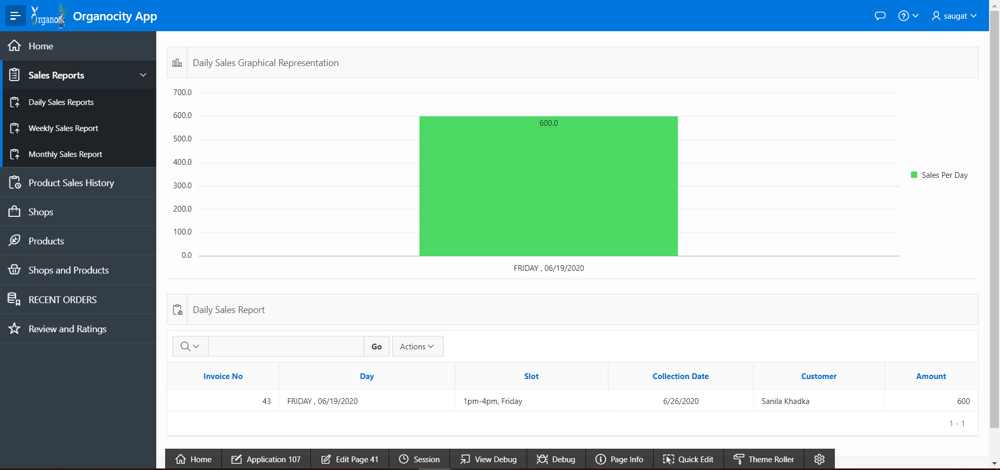 Organo
Organocity App
saugat
Home
Sales Reports
Daily Sales Reports
Weekly Sales Report
Monthly Sales Report
Product Sales History
Shops
Products
Shops and Products
RECENT ORDERS
Review and Ratings
Daily Sales Graphical Representation
700.0
600.0
500.0
400.0
300.0
200.0
100.0
0.0
600.0
FRIDAY , 06/19/2020
Sales Per Day
Daily Sales Report
Go Actions
Invoice No Day Slot Collection Date Customer Amount
43 FRIDAY , 06/19/2020 1pm-4pm, Friday 6/26/2020 Sanila Khadka 600
1 - 1
Home Application 107 Edit Page 41 Session View Debug Debug Page Info Quick Edit Theme Roller